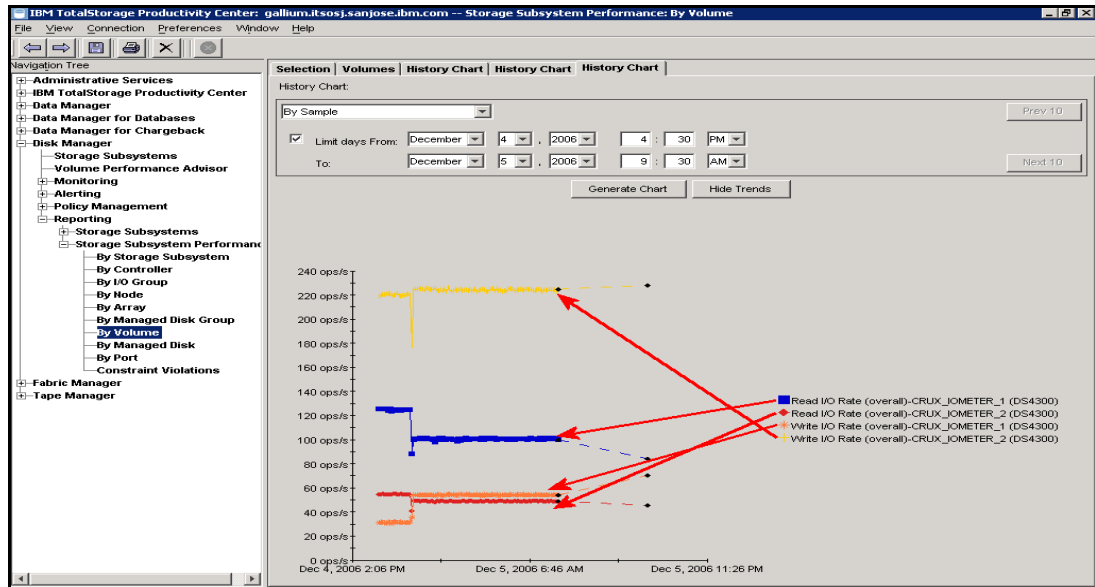 IBM TotalStorage Productivity Center: gallium.itsosj.sanjose.ibm.com -- Storage Subsystem Performance: By Volume
File View Connection Preferences Window Help
Navigation Tree
Administrative Services
IBM TotalStorage Productivity Center
Data Manager
Data Manager for Databases
Data Manager for Chargeback
Disk Manager
Storage Subsystems
Volume Performance Advisor
Monitoring
Alerting
Policy Management
Reporting
Storage Subsystems
Storage Subsystem Performanc
By Storage Subsystem
By Controller
By I/O Group
By Node
By Array
By Managed Disk Group
By Volume
By Managed Disk
By Port
Constraint Violations
Fabric Manager
Tape Manager
Selection Volumes History Chart History Chart History Chart
History Chart:
By Sample
Prev 10
Limit days From: December 4 , 2006 4 : 30 PM
To: December 5 , 2006 9 : 30 AM
Next 10
Generate Chart Hide Trends
240 ops/s
220 ops/s
200 ops/s
180 ops/s
160 ops/s
140 ops/s
120 ops/s
100 ops/s
80 ops/s
60 ops/s
40 ops/s
20 ops/s
0 ops/s
Dec 4, 2006 2:06 PM Dec 5, 2006 6:46 AM Dec 5, 2006 11:26 PM
Read I/O Rate (overall)-CRUX_IOMETER_1 (DS4300)
Read I/O Rate (overall)-CRUX_IOMETER_2 (DS4300)
Write I/O Rate (overall)-CRUX_IOMETER_1 (DS4300)
Write I/O Rate (overall)-CRUX_IOMETER_2 (DS4300)